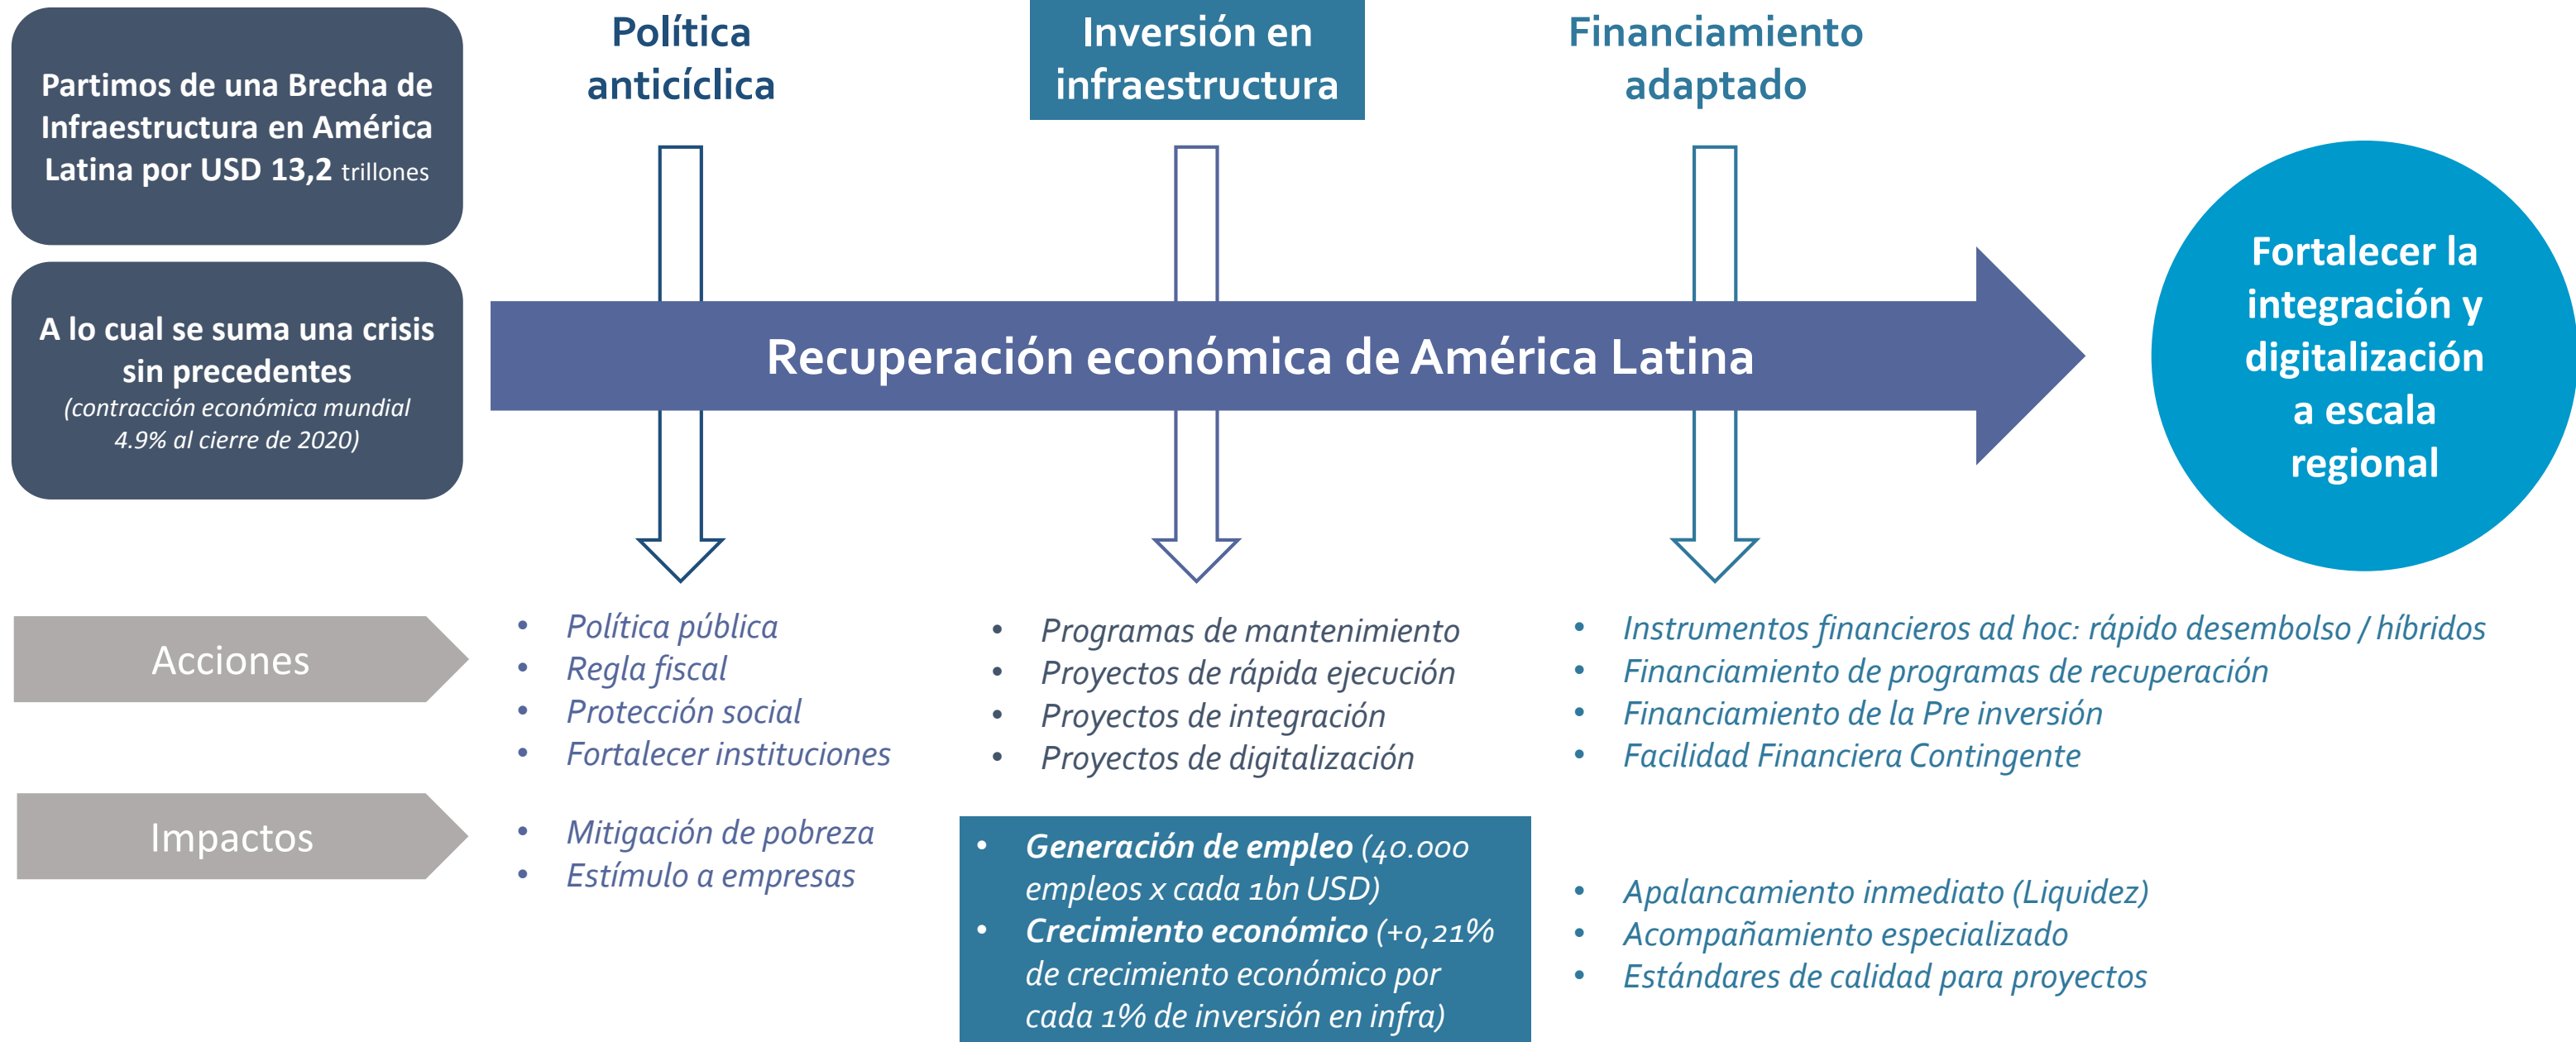 Partimos de una Brecha de
Infraestructura en América
Latina por USD 13,2 trillones
A lo cual se suma una crisis
sin precedentes
(contracción económica mundial
4.9% al cierre de 2020)
Política
anticíclica
Inversión en
infraestructura
Financiamiento
adaptado
Recuperación económica de América Latina
Fortalecer la
integración y
digitalización
a escala
regional
Acciones
• Política pública
• Regla fiscal
• Protección social
• Fortalecer instituciones
• Programas de mantenimiento
• Proyectos de rápida ejecución
• Proyectos de integración
• Proyectos de digitalización
• Instrumentos financieros ad hoc: rápido desembolso / híbridos
• Financiamiento de programas de recuperación
• Financiamiento de la Pre inversión
• Facilidad Financiera Contingente
Impactos
• Mitigación de pobreza
• Estímulo a empresas
• Generación de empleo (40.000
empleos x cada 1bn USD)
• Crecimiento económico (+0,21%
de crecimiento económico por
cada 1% de inversión en infra)
• Apalancamiento inmediato (Liquidez)
• Acompañamiento especializado
• Estándares de calidad para proyectos